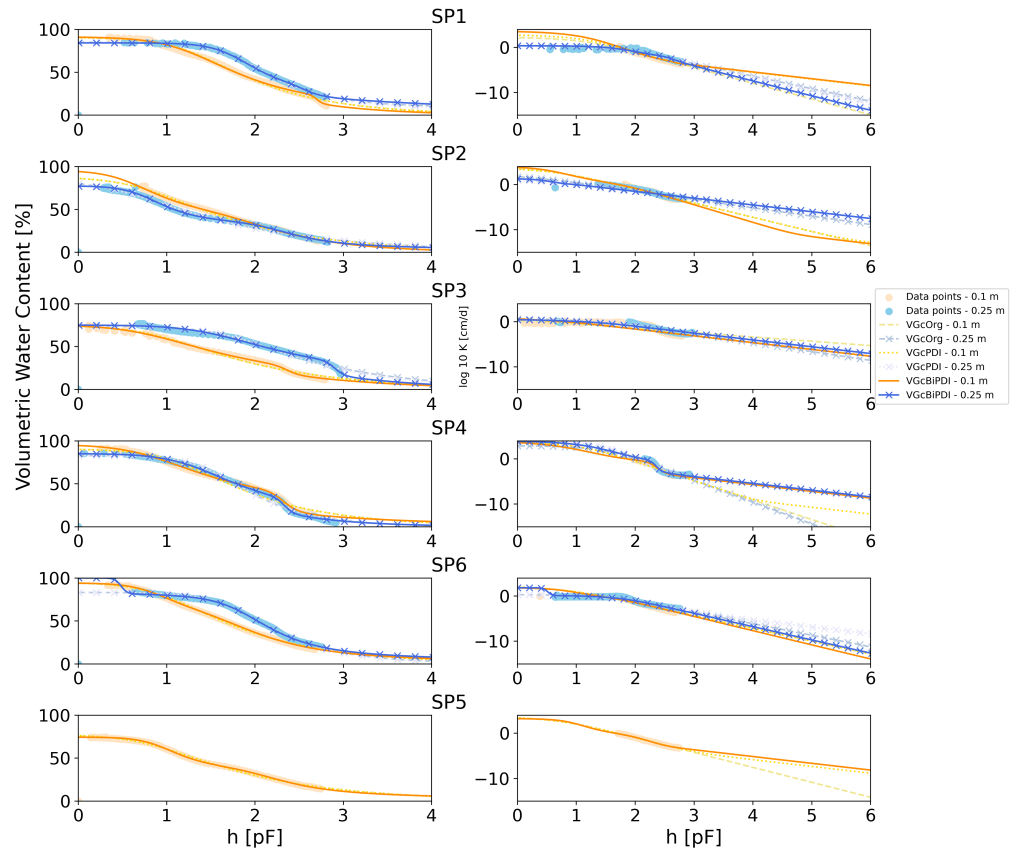 SP1
100
50
0
0 1 2 3 4
0
−10
0 1 2 3 4 5 6
SP2
100
50
0
0 1 2 3 4
0
−10
0 1 2 3 4 5 6
SP3
100
50
0
0 1 2 3 4
0
−10
0 1 2 3 4 5 6
SP4
100
50
0
0 1 2 3 4
0
−10
0 1 2 3 4 5 6
SP6
100
50
0
0 1 2 3 4
0
−10
0 1 2 3 4 5 6
SP5
100
50
0
0 1 2 3 4
0
−10
0 1 2 3 4 5 6
h [pF]
h [pF]
Volumetric Water Content [%]
log 10 K [cm/d]
Data points - 0.1 m
Data points - 0.25 m
VGcOrg - 0.1 m
VGcOrg - 0.25 m
VGcPDI - 0.1 m
VGcPDI - 0.25 m
VGcBiPDI - 0.1 m
VGcBiPDI - 0.25 m